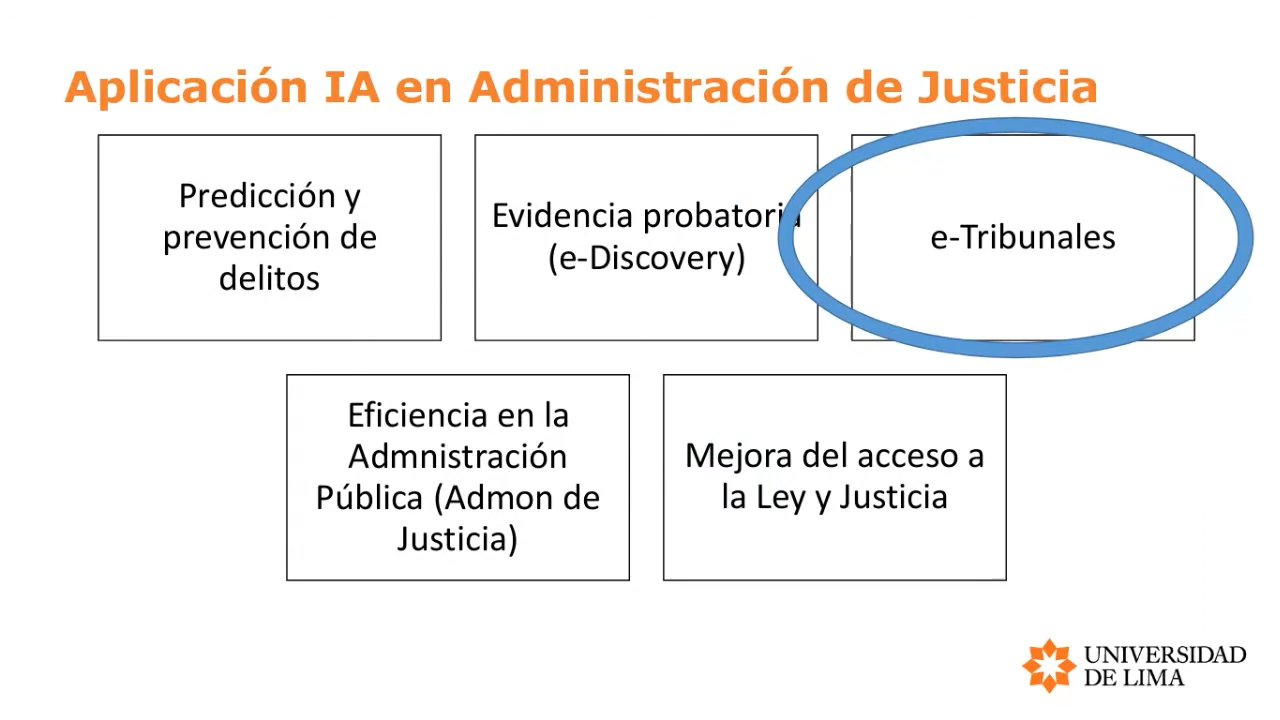 Aplicación IA en Administración de Justicia
Predicción y
prevención de
delitos
Evidencia probatoria
(e-Discovery)
e-Tribunales
Eficiencia en la
Admnistración
Pública (Admon de
Justicia)
Mejora del acceso a
la Ley y Justicia
UNIVERSIDAD
DE LIMA